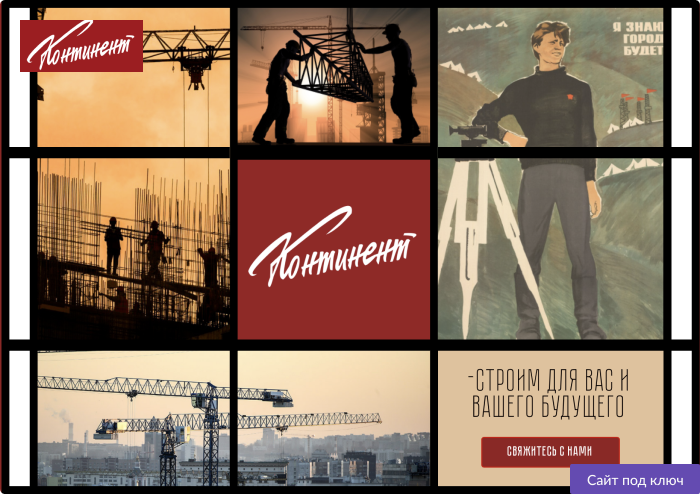 Континент
Я ЗНАЮ
ГОРОД
БУДЕТ
Континент
-СТРОИМ ДЛЯ ВАС И
ВАШЕГО БУДУЩЕГО
СВЯЖИТЕСЬ С НАМИ
Сайт под ключ